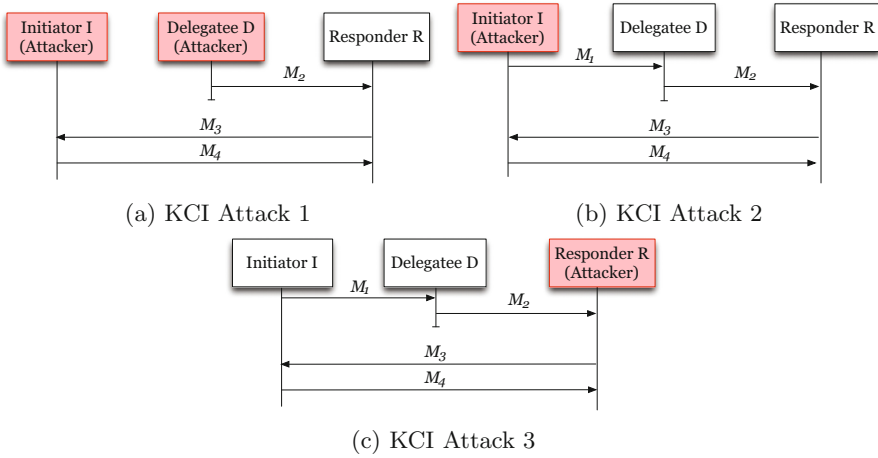 Initiator I
(Attacker)
Delegatee D
(Attacker)
Responder R
M2
M3
M4
(a) KCI Attack 1
Initiator I
(Attacker)
Delegatee D
Responder R
M1
M2
M3
M4
(b) KCI Attack 2
Initiator I
Delegatee D
Responder R
(Attacker)
M1
M2
M3
M4
(c) KCI Attack 3